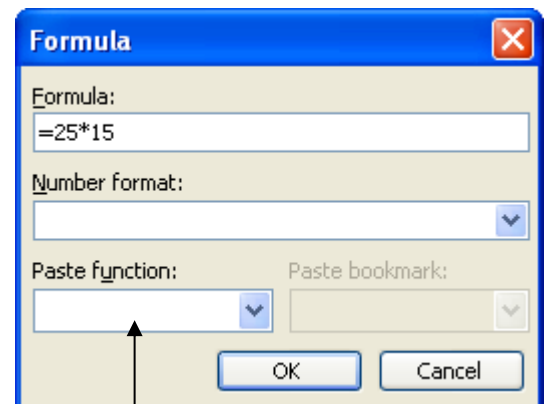 Formula
Formula:
=25*15
Number format:
Paste function: Paste bookmark:
OK Cancel